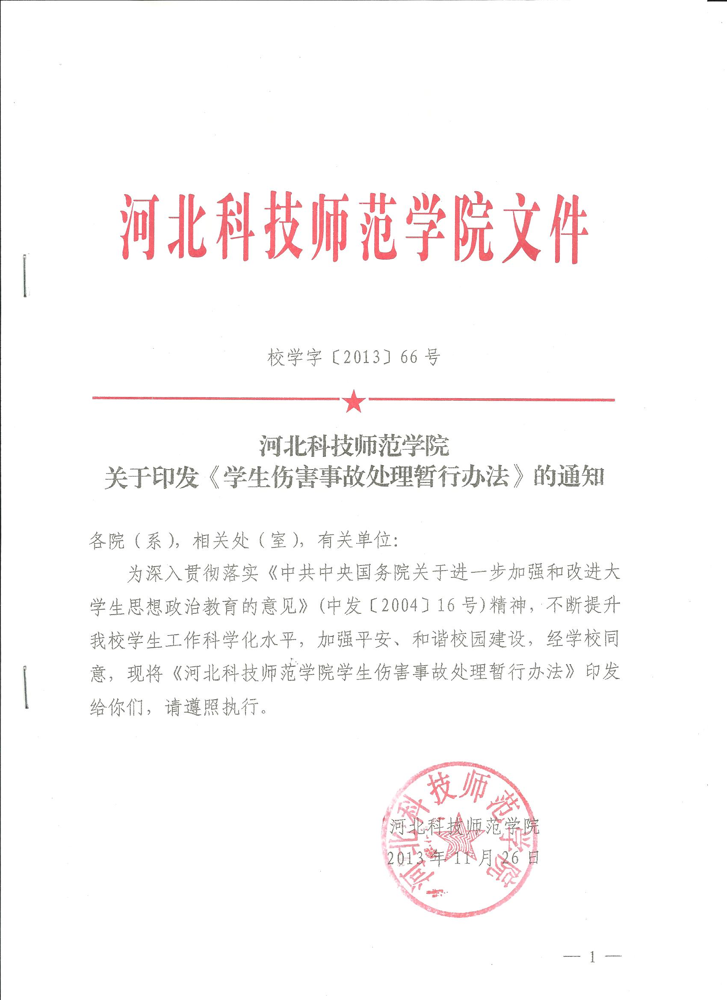 河北科技师范学院文件
校学字〔2013〕66号
河北科技师范学院
关于印发《学生伤害事故处理暂行办法》的通知
各院（系），相关处（室），有关单位：
为深入贯彻落实《中共中央国务院关于进一步加强和改进大
学生思想政治教育的意见》(中发〔2004〕16号)精神，不断提升
我校学生工作科学化水平，加强平安、和谐校园建设，经学校同
意，现将《河北科技师范学院学生伤害事故处理暂行办法》印发
给你们，请遵照执行。
河北科技师范学院
河北科技师范学院
2013年11月26日
— 1 —